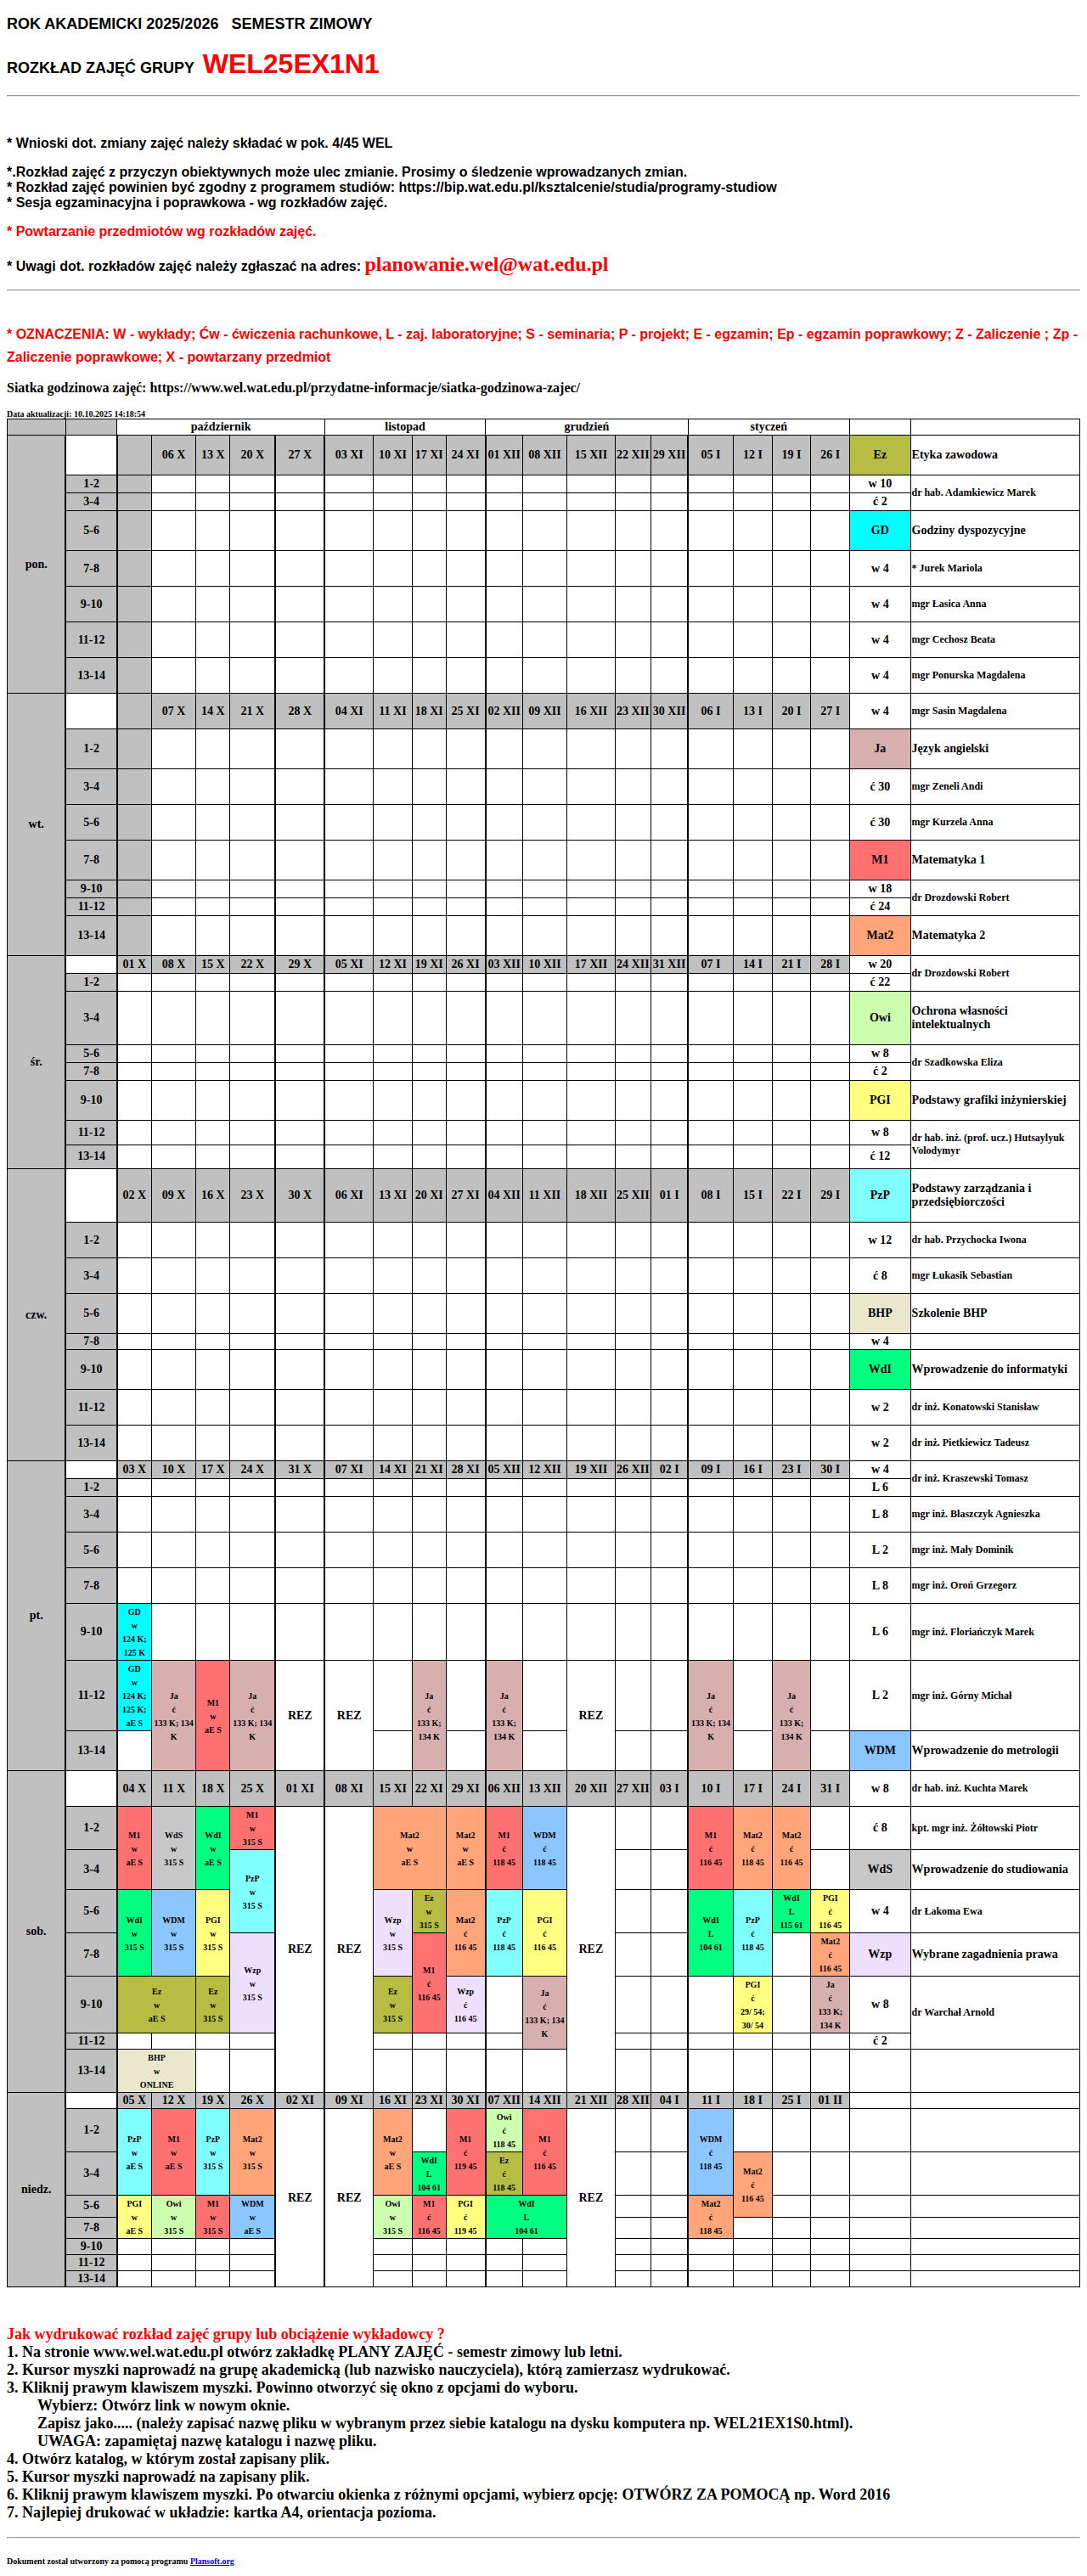 ROK AKADEMICKI 2025/2026 SEMESTR ZIMOWY
ROZKŁAD ZAJĘĆ GRUPY WEL25EX1N1
* Wnioski dot. zmiany zajęć należy składać w pok. 4/45 WEL
*.Rozkład zajęć z przyczyn obiektywnych może ulec zmianie. Prosimy o śledzenie wprowadzanych zmian.
* Rozkład zajęć powinien być zgodny z programem studiów: https://bip.wat.edu.pl/ksztalcenie/studia/programy-studiow
* Sesja egzaminacyjna i poprawkowa - wg rozkładów zajęć.
* Powtarzanie przedmiotów wg rozkładów zajęć.
* Uwagi dot. rozkładów zajęć należy zgłaszać na adres: planowanie.wel@wat.edu.pl
* OZNACZENIA: W - wykłady; Ćw - ćwiczenia rachunkowe, L - zaj. laboratoryjne; S - seminaria; P - projekt; E - egzamin; Ep - egzamin poprawkowy; Z - Zaliczenie ; Zp -
Zaliczenie poprawkowe; X - powtarzany przedmiot
Siatka godzinowa zajęć: https://www.wel.wat.edu.pl/przydatne-informacje/siatka-godzinowa-zajec/
Data aktualizacji: 10.10.2025 14:18:54
październik listopad grudzień styczeń
pon. 06 X 13 X 20 X 27 X 03 XI 10 XI 17 XI 24 XI 01 XII 08 XII 15 XII 22 XII 29 XII 05 I 12 I 19 I 26 I Ez Etyka zawodowa
1-2 w 10 dr hab. Adamkiewicz Marek
3-4 ć 2
5-6 GD Godziny dyspozycyjne
7-8 w 4 * Jurek Mariola
9-10 w 4 mgr Łasica Anna
11-12 w 4 mgr Cechosz Beata
13-14 w 4 mgr Ponurska Magdalena
wt. 07 X 14 X 21 X 28 X 04 XI 11 XI 18 XI 25 XI 02 XII 09 XII 16 XII 23 XII 30 XII 06 I 13 I 20 I 27 I w 4 mgr Sasin Magdalena
1-2 Ja Język angielski
3-4 ć 30 mgr Zeneli Andi
5-6 ć 30 mgr Kurzela Anna
7-8 M1 Matematyka 1
9-10 w 18 dr Drozdowski Robert
11-12 ć 24
13-14 Mat2 Matematyka 2
śr. 01 X 08 X 15 X 22 X 29 X 05 XI 12 XI 19 XI 26 XI 03 XII 10 XII 17 XII 24 XII 31 XII 07 I 14 I 21 I 28 I w 20 dr Drozdowski Robert
1-2 ć 22
3-4 Owi Ochrona własności intelektualnych
5-6 w 8 dr Szadkowska Eliza
7-8 ć 2
9-10 PGI Podstawy grafiki inżynierskiej
11-12 w 8 dr hab. inż. (prof. ucz.) Hutsaylyuk Volodymyr
13-14 ć 12
czw. 02 X 09 X 16 X 23 X 30 X 06 XI 13 XI 20 XI 27 XI 04 XII 11 XII 18 XII 25 XII 01 I 08 I 15 I 22 I 29 I PzP Podstawy zarządzania i przedsiębiorczości
1-2 w 12 dr hab. Przychocka Iwona
3-4 ć 8 mgr Łukasik Sebastian
5-6 BHP Szkolenie BHP
7-8 w 4
9-10 WdI Wprowadzenie do informatyki
11-12 w 2 dr inż. Konatowski Stanisław
13-14 w 2 dr inż. Pietkiewicz Tadeusz
pt. 03 X 10 X 17 X 24 X 31 X 07 XI 14 XI 21 XI 28 XI 05 XII 12 XII 19 XII 26 XII 02 I 09 I 16 I 23 I 30 I w 4 dr inż. Kraszewski Tomasz
1-2 L 6
3-4 L 8 mgr inż. Błaszczyk Agnieszka
5-6 L 2 mgr inż. Mały Dominik
7-8 L 8 mgr inż. Oroń Grzegorz
9-10 GD w 124 K; 125 K L 6 mgr inż. Floriańczyk Marek
11-12 GD w 124 K; 125 K; aE S Ja ć 133 K; 134 K M1 w aE S Ja ć 133 K; 134 K REZ REZ Ja ć 133 K; 134 K Ja ć 133 K; 134 K REZ Ja ć 133 K; 134 K Ja ć 133 K; 134 K L 2 mgr inż. Górny Michał
13-14 WDM Wprowadzenie do metrologii
sob. 04 X 11 X 18 X 25 X 01 XI 08 XI 15 XI 22 XI 29 XI 06 XII 13 XII 20 XII 27 XII 03 I 10 I 17 I 24 I 31 I w 8 dr hab. inż. Kuchta Marek
1-2 M1 w aE S WdS w 315 S WdI w aE S M1 w 315 S REZ REZ Mat2 w aE S Mat2 w aE S M1 ć 118 45 WDM ć 118 45 REZ M1 ć 116 45 Mat2 ć 118 45 Mat2 ć 116 45 ć 8 kpt. mgr inż. Żółtowski Piotr
3-4 PzP w 315 S WdS Wprowadzenie do studiowania
5-6 WdI w 315 S WDM w 315 S PGI w 315 S Wzp w 315 S Ez w 315 S Mat2 ć 116 45 PzP ć 118 45 PGI ć 116 45 WdI L 104 61 PzP ć 118 45 WdI L 115 61 PGI ć 116 45 w 4 dr Łakoma Ewa
7-8 Wzp w 315 S M1 ć 116 45 Mat2 ć 116 45 Wzp Wybrane zagadnienia prawa
9-10 Ez w aE S Ez w 315 S Ez w 315 S Wzp ć 116 45 Ja ć 133 K; 134 K PGI ć 29/ 54; 30/ 54 Ja ć 133 K; 134 K w 8 dr Warchał Arnold
11-12 ć 2
13-14 BHP w ONLINE
niedz. 05 X 12 X 19 X 26 X 02 XI 09 XI 16 XI 23 XI 30 XI 07 XII 14 XII 21 XII 28 XII 04 I 11 I 18 I 25 I 01 II
1-2 PzP w aE S M1 w aE S PzP w 315 S Mat2 w 315 S REZ REZ Mat2 w aE S M1 ć 119 45 Owi ć 118 45 M1 ć 116 45 REZ WDM ć 118 45
3-4 WdI L 104 61 Ez ć 118 45 Mat2 ć 116 45
5-6 PGI w aE S Owi w 315 S M1 w 315 S WDM w aE S Owi w 315 S M1 ć 116 45 PGI ć 119 45 WdI L 104 61 Mat2 ć 118 45
7-8
9-10
11-12
13-14
Jak wydrukować rozkład zajęć grupy lub obciążenie wykładowcy ?
1. Na stronie www.wel.wat.edu.pl otwórz zakładkę PLANY ZAJĘĆ - semestr zimowy lub letni.
2. Kursor myszki naprowadź na grupę akademicką (lub nazwisko nauczyciela), którą zamierzasz wydrukować.
3. Kliknij prawym klawiszem myszki. Powinno otworzyć się okno z opcjami do wyboru.
Wybierz: Otwórz link w nowym oknie.
Zapisz jako..... (należy zapisać nazwę pliku w wybranym przez siebie katalogu na dysku komputera np. WEL21EX1S0.html).
UWAGA: zapamiętaj nazwę katalogu i nazwę pliku.
4. Otwórz katalog, w którym został zapisany plik.
5. Kursor myszki naprowadź na zapisany plik.
6. Kliknij prawym klawiszem myszki. Po otwarciu okienka z różnymi opcjami, wybierz opcję: OTWÓRZ ZA POMOCĄ np. Word 2016
7. Najlepiej drukować w układzie: kartka A4, orientacja pozioma.
Dokument został utworzony za pomocą programu Plansoft.org